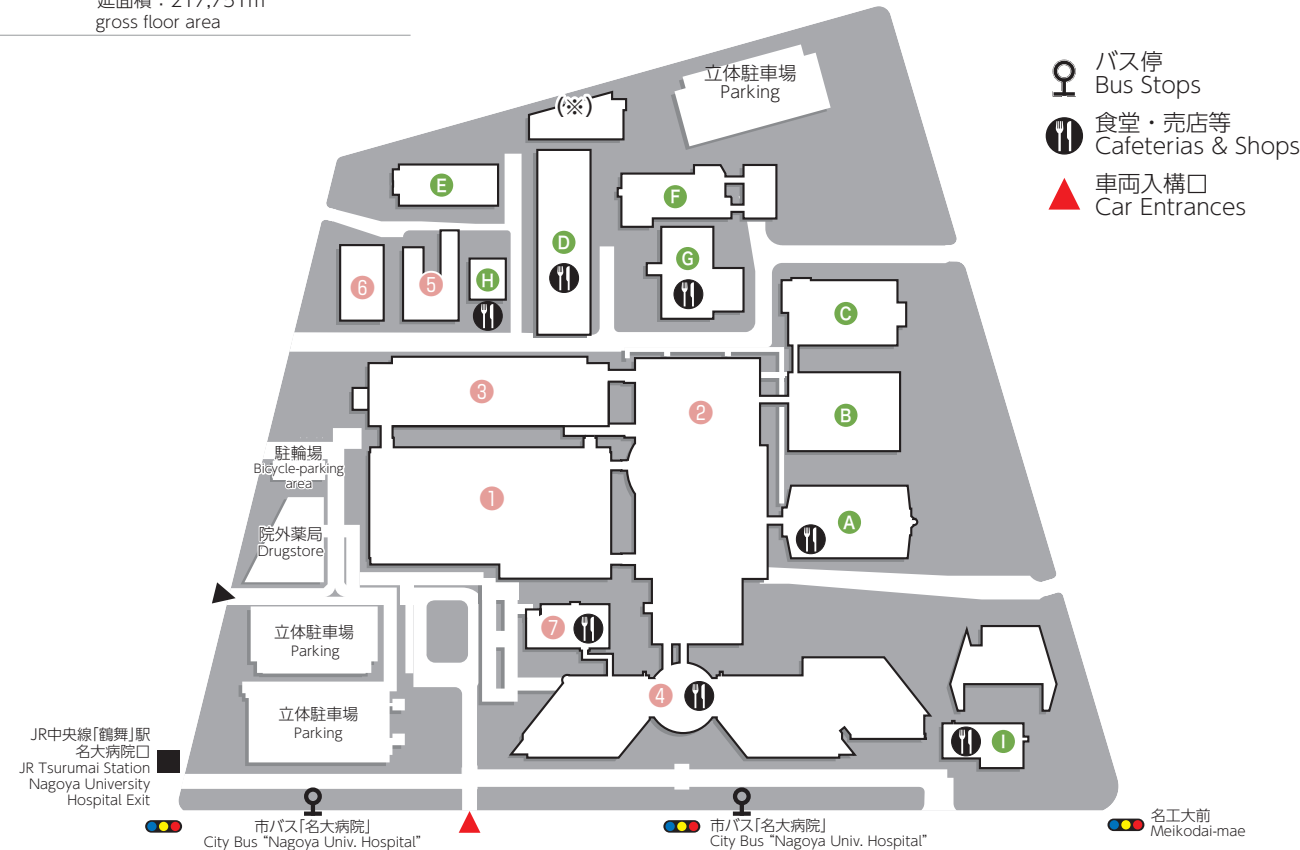 gross floor area
バス停
Bus Stops
食堂・売店等
Cafeterias & Shops
車両入構口
Car Entrances
立体駐車場
Parking
(※)
E
F
D
G
H
6
5
C
3
2
B
駐輪場
Bicycle-parking
area
1
A
院外薬局
Drugstore
立体駐車場
Parking
7
4
立体駐車場
Parking
I
JR中央線「鶴舞」駅
名大病院口
JR Tsurumai Station
Nagoya University
Hospital Exit
市バス「名大病院」
City Bus "Nagoya Univ. Hospital"
市バス「名大病院」
City Bus "Nagoya Univ. Hospital"
名工大前
Meikodai-mae